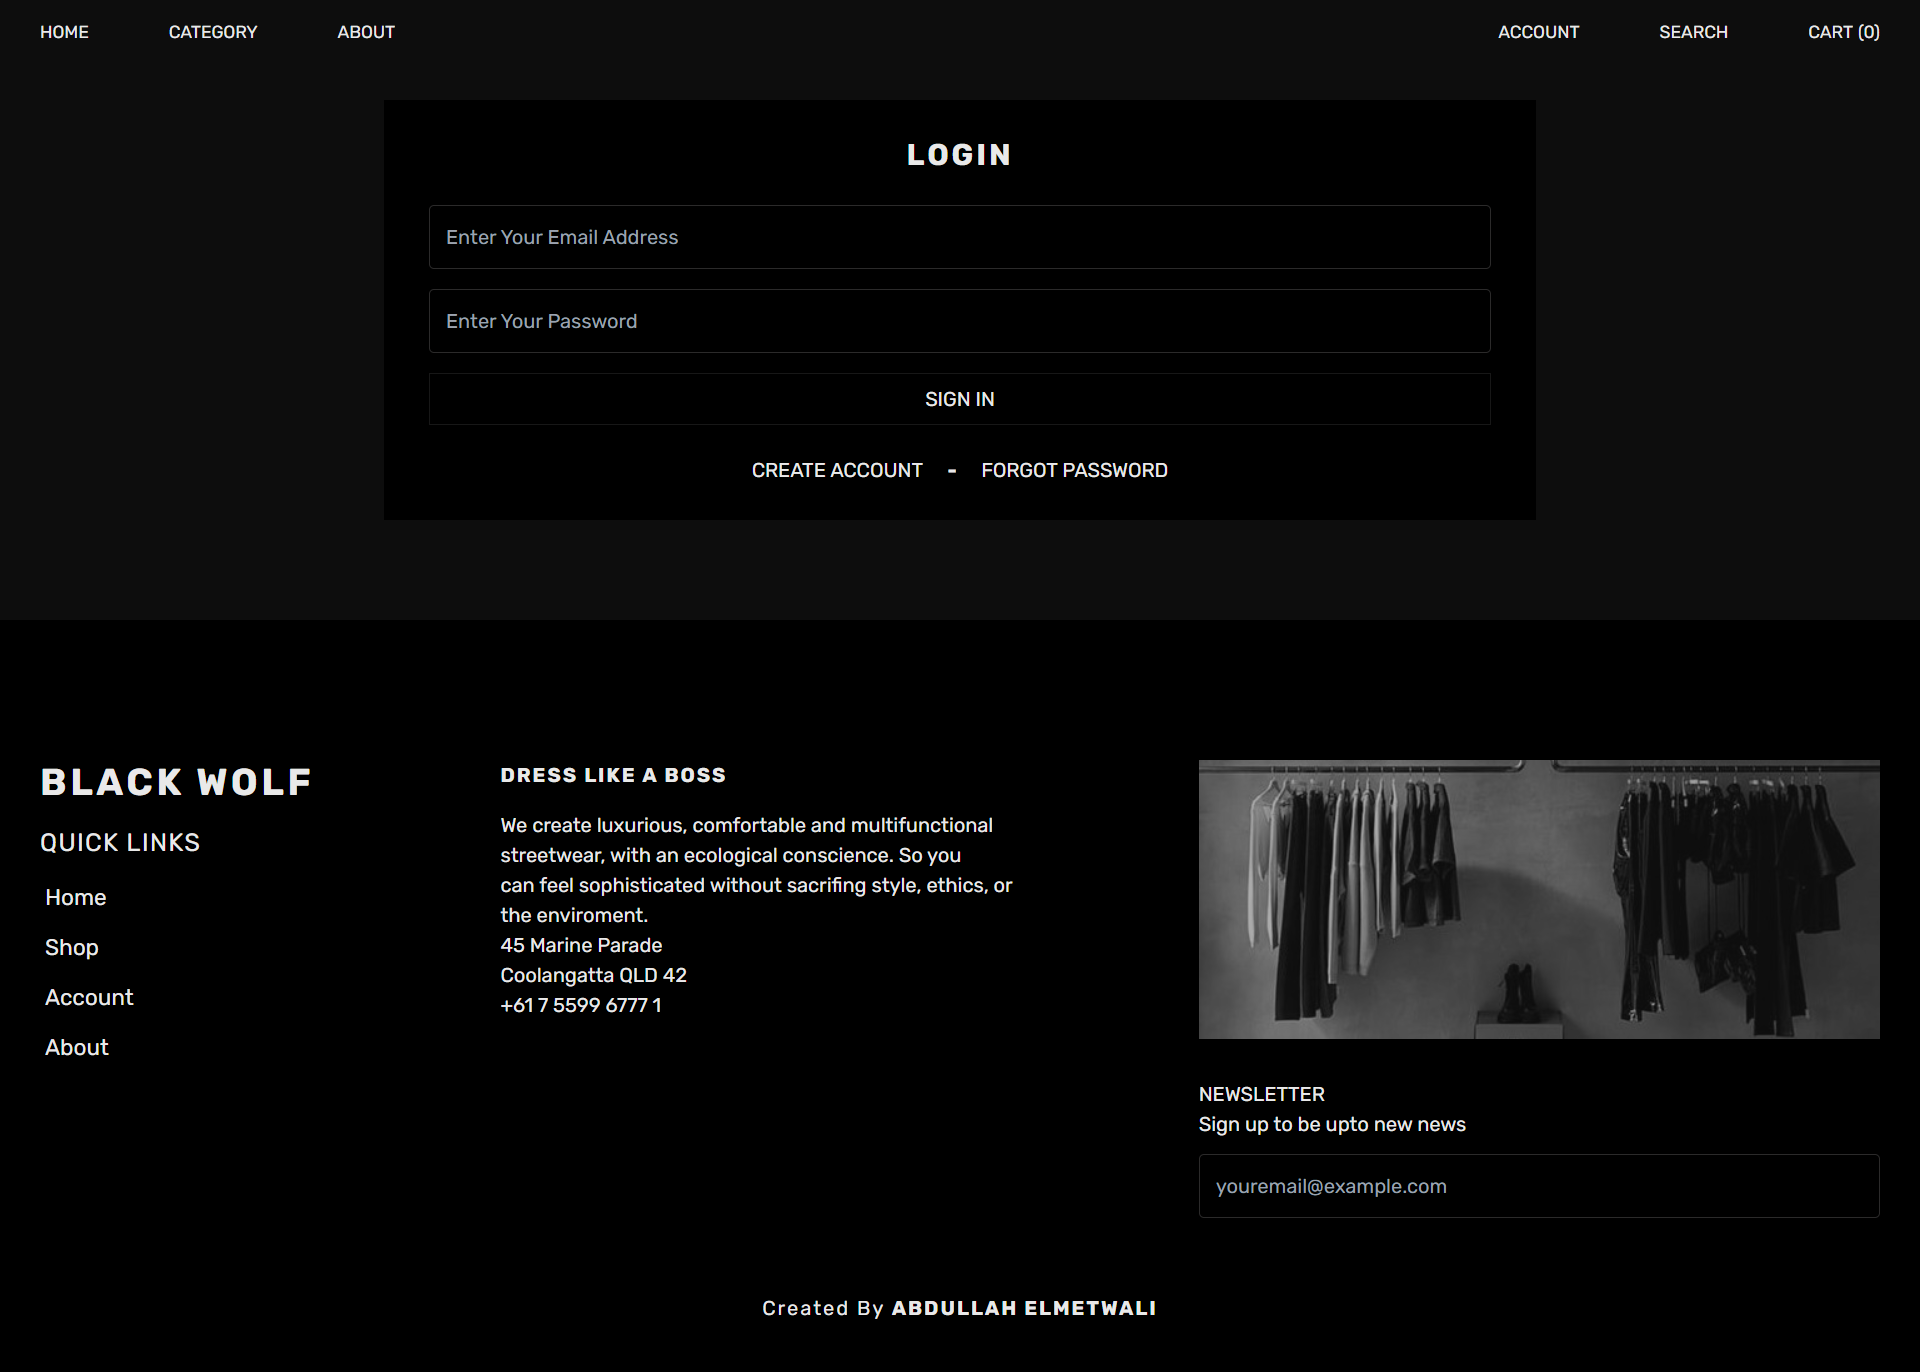 HOME CATEGORY ABOUT ACCOUNT SEARCH CART (0)
LOGIN
Enter Your Email Address
Enter Your Password
SIGN IN
CREATE ACCOUNT - FORGOT PASSWORD
BLACK WOLF
QUICK LINKS
Home
Shop
Account
About
DRESS LIKE A BOSS
We create luxurious, comfortable and multifunctional
streetwear, with an ecological conscience. So you
can feel sophisticated without sacrifing style, ethics, or
the enviroment.
45 Marine Parade
Coolangatta QLD 42
+61 7 5599 6777 1
NEWSLETTER
Sign up to be upto new news
youremail@example.com
Created By ABDULLAH ELMETWALI